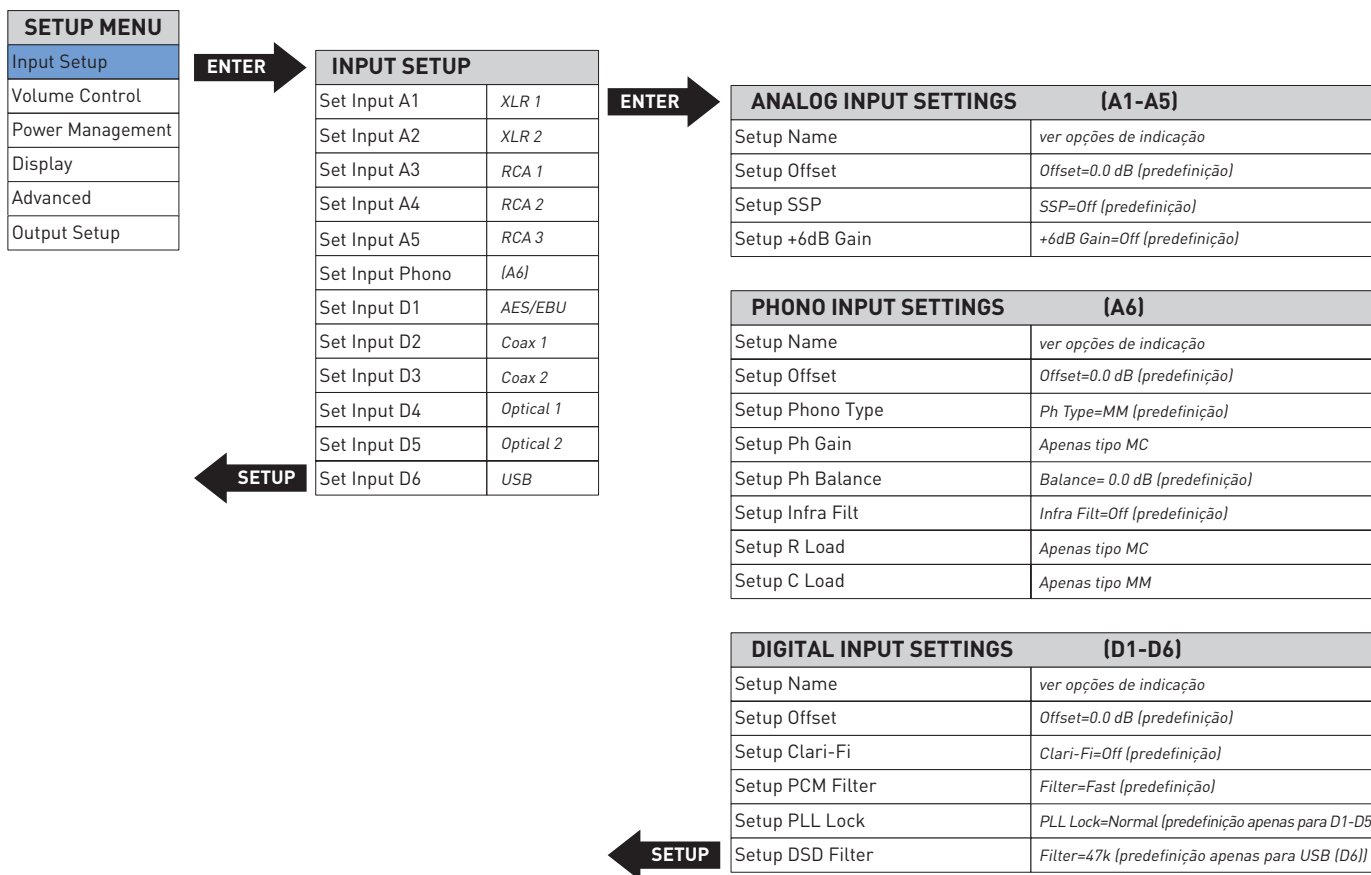 SETUP MENU
Input Setup
Volume Control
Power Management
Display
Advanced
Output Setup
ENTER
INPUT SETUP
Set Input A1 XLR 1
Set Input A2 XLR 2
Set Input A3 RCA 1
Set Input A4 RCA 2
Set Input A5 RCA 3
Set Input Phono (A6)
Set Input D1 AES/EBU
Set Input D2 Coax 1
Set Input D3 Coax 2
Set Input D4 Optical 1
Set Input D5 Optical 2
Set Input D6 USB
SETUP
ENTER
ANALOG INPUT SETTINGS (A1-A5)
Setup Name ver opções de indicação
Setup Offset Offset=0.0 dB (predefinição)
Setup SSP SSP=Off (predefinição)
Setup +6dB Gain +6dB Gain=Off (predefinição)
PHONO INPUT SETTINGS (A6)
Setup Name ver opções de indicação
Setup Offset Offset=0.0 dB (predefinição)
Setup Phono Type Ph Type=MM (predefinição)
Setup Ph Gain Apenas tipo MC
Setup Ph Balance Balance= 0.0 dB (predefinição)
Setup Infra Filt Infra Filt=Off (predefinição)
Setup R Load Apenas tipo MC
Setup C Load Apenas tipo MM
DIGITAL INPUT SETTINGS (D1-D6)
Setup Name ver opções de indicação
Setup Offset Offset=0.0 dB (predefinição)
Setup Clari-Fi Clari-Fi=Off (predefinição)
Setup PCM Filter Filter=Fast (predefinição)
Setup PLL Lock PLL Lock=Normal (predefinição apenas para D1-D5
Setup DSD Filter Filter=47k (predefinição apenas para USB (D6))
SETUP